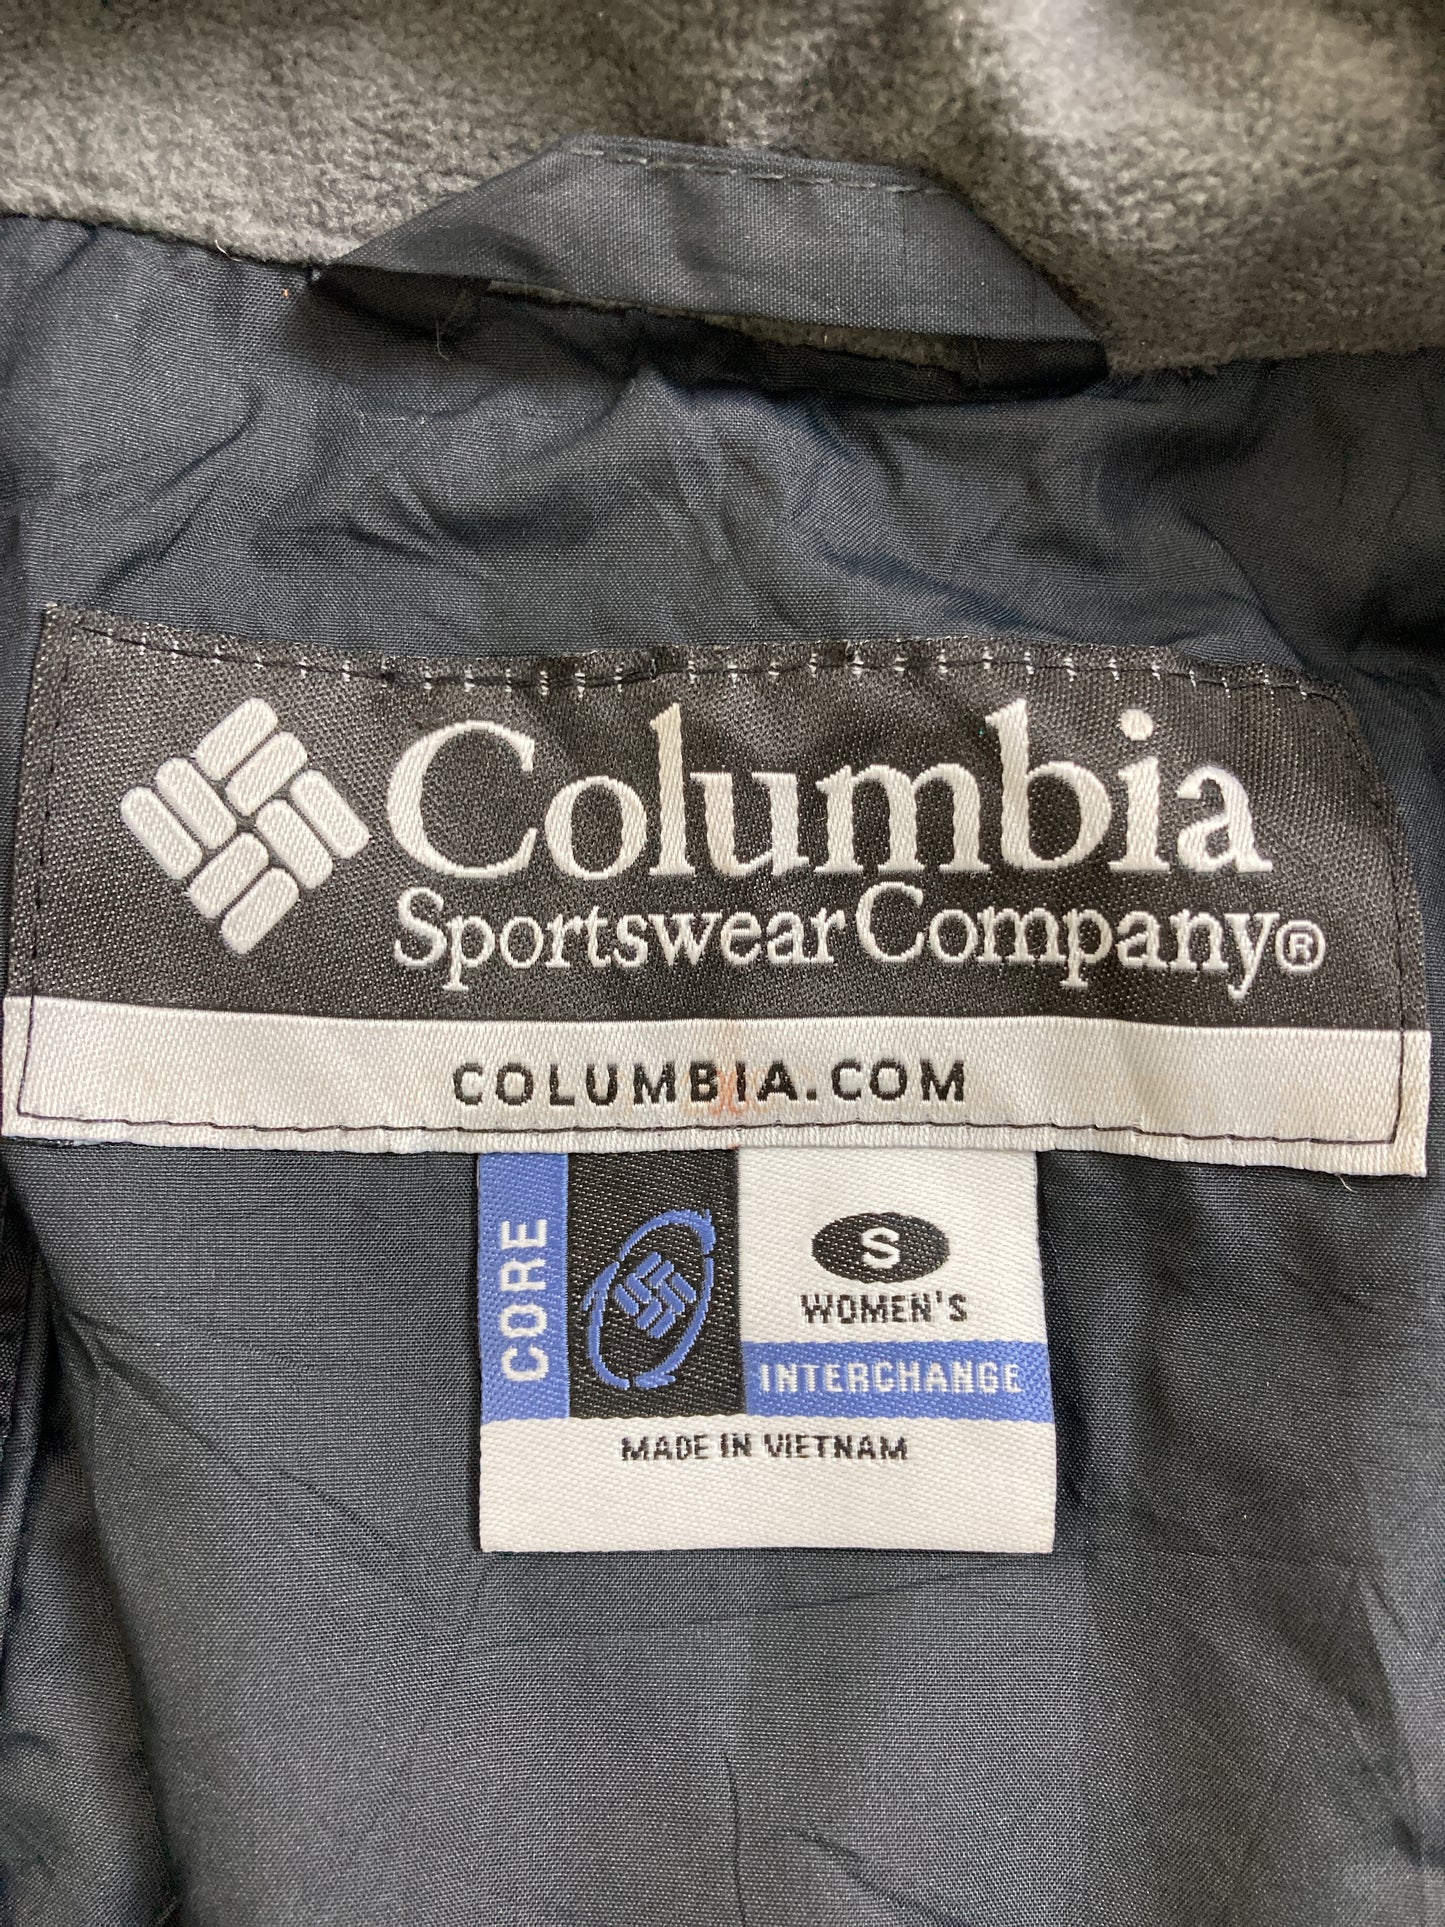 Columbia
Sportswear Company®
COLUMBIA.COM
CORE
S
WOMEN'S
INTERCHANGE
MADE IN VIETNAM